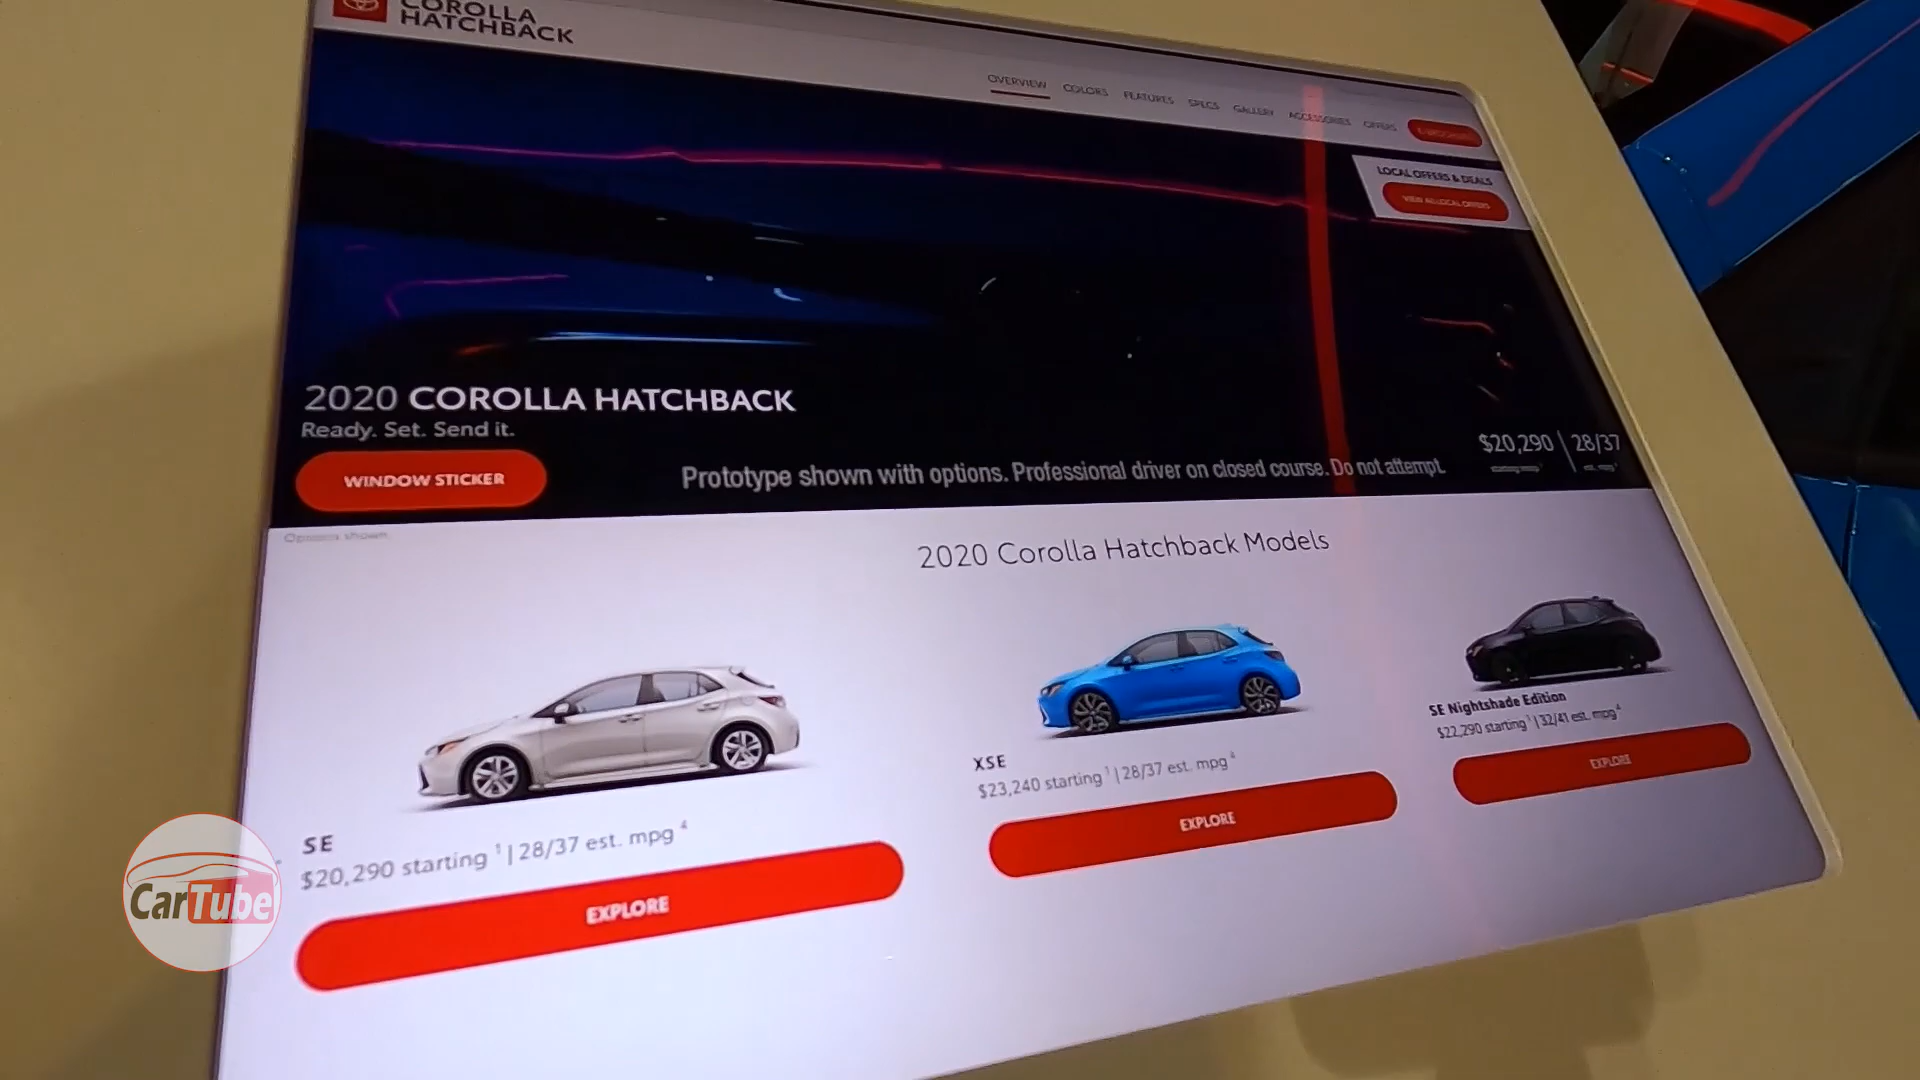 COROLLA
HATCHBACK
OVERVIEW COLORS FEATURES SPECS GALLERY ACCESSORIES OFFERS
LOCAL OFFERS & DEALS
VIEW ALL LOCAL OFFERS
2020 COROLLA HATCHBACK
Ready. Set. Send it.
WINDOW STICKER
Prototype shown with options. Professional driver on closed course. Do not attempt.
$20,290 28/37
Options shown
2020 Corolla Hatchback Models
SE
$20,290 starting 1 | 28/37 est. mpg 4
EXPLORE
XSE
$23,240 starting 1 | 28/37 est. mpg 4
EXPLORE
SE Nightshade Edition
$22,290 starting 1 | 32/41 est. mpg 4
EXPLORE
CarTube